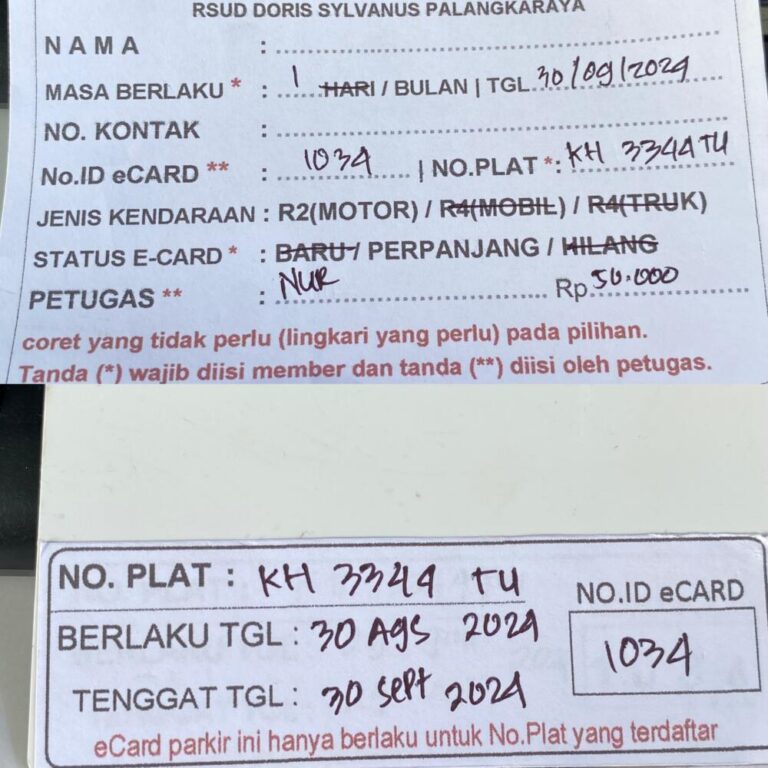 RSUD DORIS SYLVANUS PALANGKARAYA
NAMA :
MASA BERLAKU * : 1 HARI / BULAN | TGL 30/09/2024
NO. KONTAK :
No.ID eCARD ** : 1034 | NO.PLAT *: KH 3344 TU
JENIS KENDARAAN : R2(MOTOR) / R4(MOBIL) / R4(TRUK)
STATUS E-CARD * : BARU / PERPANJANG / HILANG
PETUGAS ** : NUR Rp. 50.000
coret yang tidak perlu (lingkari yang perlu) pada pilihan.
Tanda (*) wajib diisi member dan tanda (**) diisi oleh petugas.
NO. PLAT : KH 3344 TU
NO.ID eCARD
BERLAKU TGL : 30 Ags 2024
1034
TENGGAT TGL : 30 Sept 2024
eCard parkir ini hanya berlaku untuk No.Plat yang terdaftar